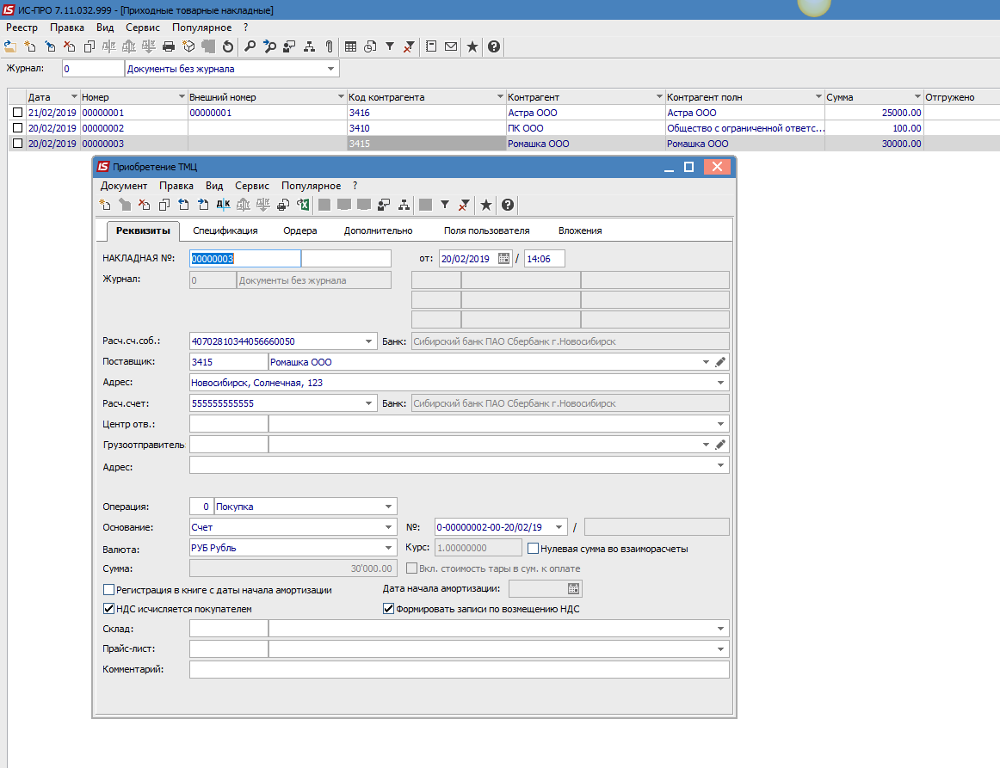 ИС-ПРО 7.11.032.999 - [Приходные товарные накладные]
Реестр Правка Вид Сервис Популярное ?
Журнал: 0 Документы без журнала
Дата Номер Внешний номер Код контрагента Контрагент Контрагент полн Сумма Отгружено
21/02/2019 00000001 00000001 3416 Астра ООО Астра ООО 25000.00
20/02/2019 00000002 3410 ПК ООО Общество с ограниченной ответс... 100.00
20/02/2019 00000003 3415 Ромашка ООО Ромашка ООО 30000.00
Приобретение ТМЦ
Документ Правка Вид Сервис Популярное ?
Реквизиты Спецификация Ордера Дополнительно Поля пользователя Вложения
НАКЛАДНАЯ №: 00000003 от: 20/02/2019 / 14:06
Журнал: 0 Документы без журнала
Расч.сч.соб.: 40702810344056660050 Банк: Сибирский банк ПАО Сбербанк г.Новосибирск
Поставщик: 3415 Ромашка ООО
Адрес: Новосибирск, Солнечная, 123
Расч.счет: 555555555555 Банк: Сибирский банк ПАО Сбербанк г.Новосибирск
Центр отв.:
Грузоотправитель
Адрес:
Операция: 0 Покупка
Основание: Счет №: 0-00000002-00-20/02/19 /
Валюта: РУБ Рубль Курс: 1.00000000 Нулевая сумма во взаиморасчеты
Сумма: 30'000.00 Вкл. стоимость тары в сум. к оплате
Регистрация в книге с даты начала амортизации Дата начала амортизации:
НДС исчисляется покупателем Формировать записи по возмещению НДС
Склад:
Прайс-лист:
Комментарий: